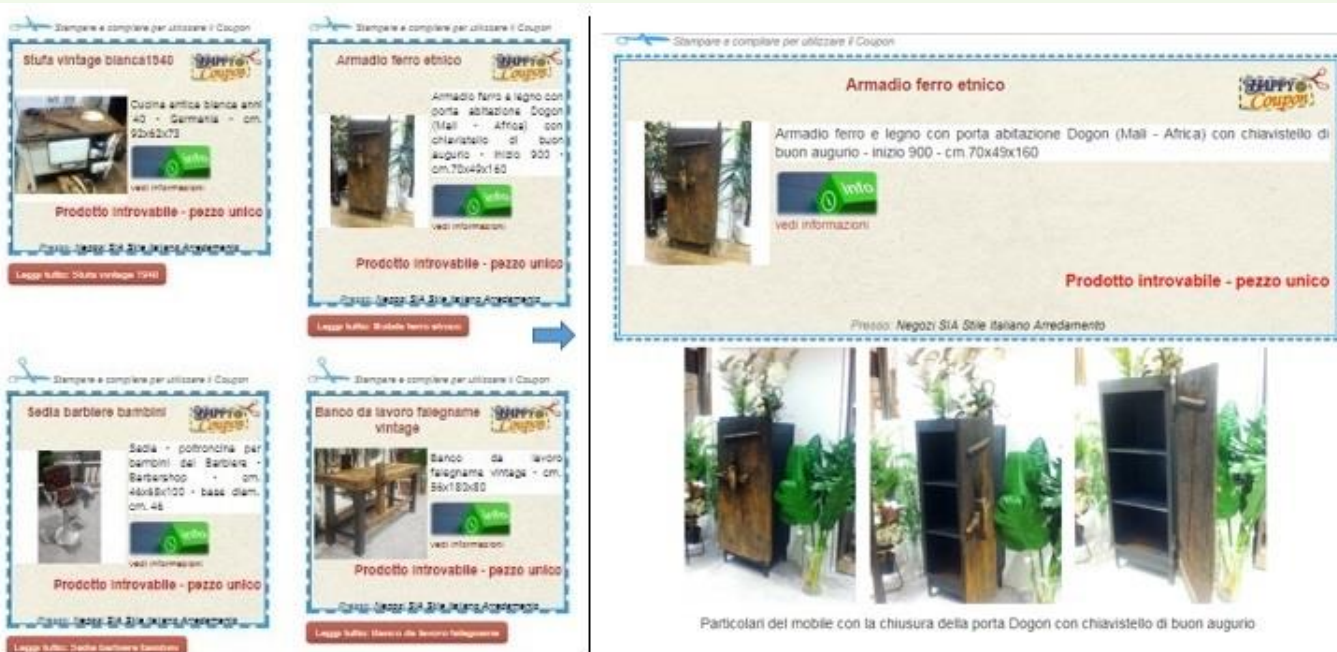 Stampare e compilare per utilizzare il Coupon
Stufa vintage bianca1940
HAPPY
Coupon
Cucina antica bianca anni
40 - Germania - cm.
92x62x73
info
vedi informazioni
Prodotto introvabile - pezzo unico
Presso: Negozi SIA Stile Italiano Arredamento
Leggi tutto: Stufa vintage 1940
Stampare e compilare per utilizzare il Coupon
Armadio ferro etnico
HAPPY
Coupon
Armadio ferro e legno con
porta abitazione Dogon
(Mali - Africa) con
chiavistello di buon
augurio - inizio 900 -
cm.70x49x160
info
vedi informazioni
Prodotto introvabile - pezzo unico
Presso: Negozi SIA Stile Italiano Arredamento
Leggi tutto: Mobile ferro etnico
Stampare e compilare per utilizzare il Coupon
Sedia barbiere bambini
HAPPY
Coupon
Sedia - poltroncina per
bambini del Barbiere -
Barbershop - cm.
46x68x100 - base diam.
cm. 46
info
vedi informazioni
Prodotto introvabile - pezzo unico
Presso: Negozi SIA Stile Italiano Arredamento
Leggi tutto: Sedia barbiere bambini
Stampare e compilare per utilizzare il Coupon
Banco da lavoro falegname
vintage
HAPPY
Coupon
Banco da lavoro
falegname vintage - cm.
56x180x80
info
vedi informazioni
Prodotto introvabile - pezzo unico
Presso: Negozi SIA Stile Italiano Arredamento
Leggi tutto: Banco da lavoro falegname
Stampare e compilare per utilizzare il Coupon
Armadio ferro etnico
HAPPY
Coupon
Armadio ferro e legno con porta abitazione Dogon (Mali - Africa) con chiavistello di
buon augurio - inizio 900 - cm.70x49x160
info
vedi informazioni
Prodotto introvabile - pezzo unico
Presso: Negozi SIA Stile Italiano Arredamento
Particolari del mobile con la chiusura della porta Dogon con chiavistello di buon augurio